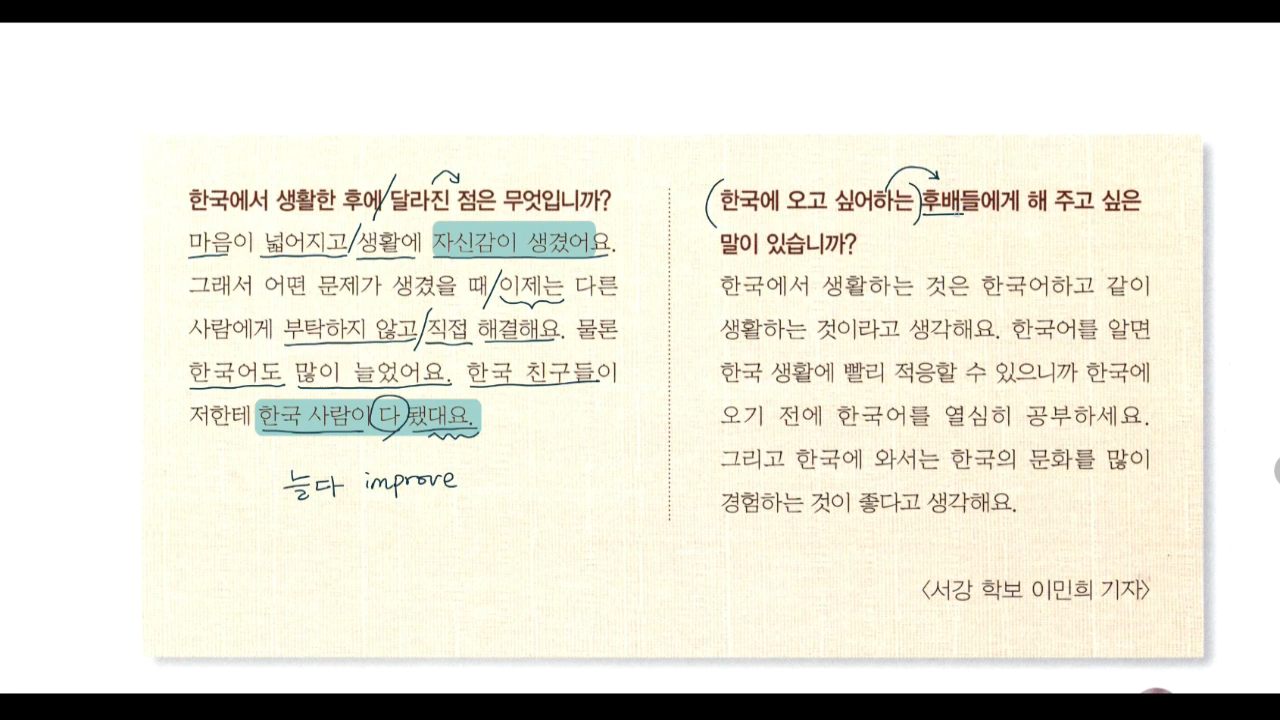 한국에서 생활한 후에 달라진 점은 무엇입니까?
마음이 넓어지고 생활에 자신감이 생겼어요.
그래서 어떤 문제가 생겼을 때 이제는 다른
사람에게 부탁하지 않고 직접 해결해요. 물론
한국어도 많이 늘었어요. 한국 친구들이
저한테 한국 사람이 다 됐대요.
늘다 improve
한국에 오고 싶어하는 후배들에게 해 주고 싶은
말이 있습니까?
한국에서 생활하는 것은 한국어하고 같이
생활하는 것이라고 생각해요. 한국어를 알면
한국 생활에 빨리 적응할 수 있으니까 한국에
오기 전에 한국어를 열심히 공부하세요.
그리고 한국에 와서는 한국의 문화를 많이
경험하는 것이 좋다고 생각해요.
〈서강 학보 이민희 기자〉